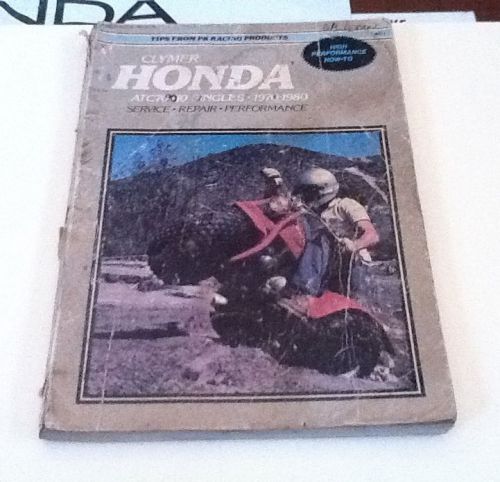 NDA
TIPS FROM PK RACING PRODUCTS
HIGH
PERFORMANCE
HOW-TO
CLYMER
HONDA
SINGLES • 1970-1980
SERVICE • REPAIR • PERFORMANCE